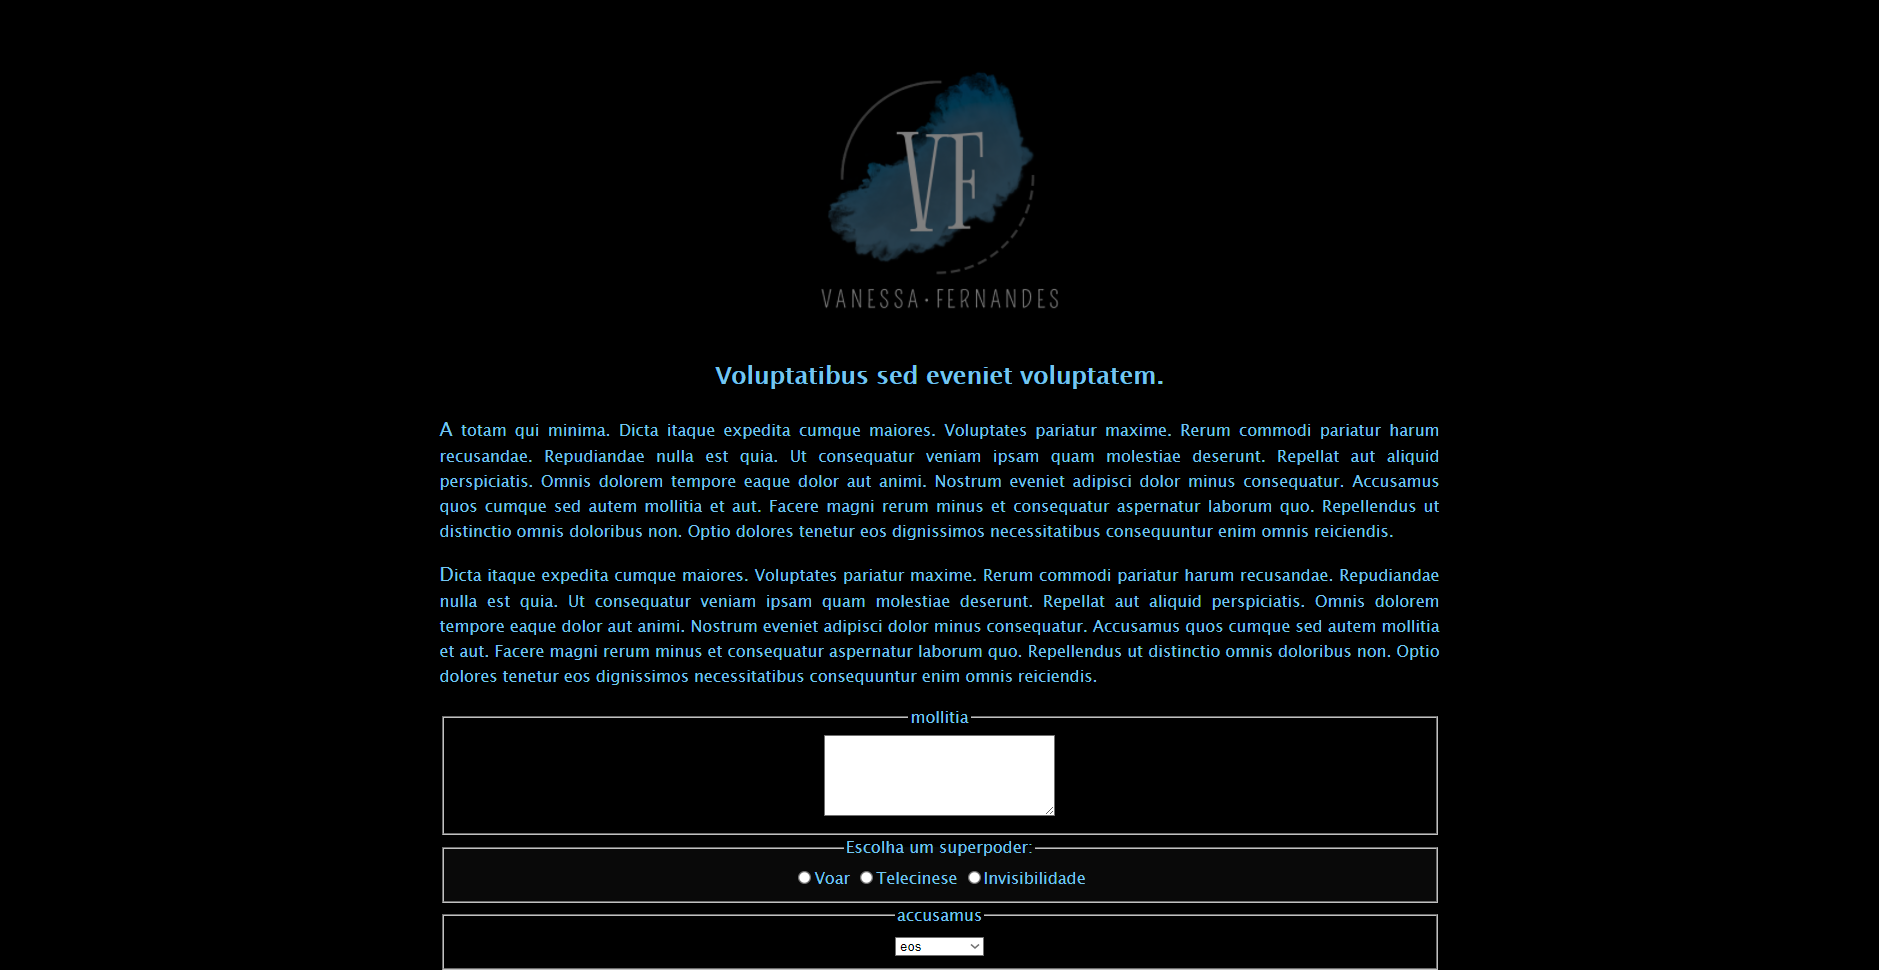 VF
VANESSA · FERNANDES
Voluptatibus sed eveniet voluptatem.
A totam qui minima. Dicta itaque expedita cumque maiores. Voluptates pariatur maxime. Rerum commodi pariatur harum
recusandae. Repudiandae nulla est quia. Ut consequatur veniam ipsam quam molestiae deserunt. Repellat aut aliquid
perspiciatis. Omnis dolorem tempore eaque dolor aut animi. Nostrum eveniet adipisci dolor minus consequatur. Accusamus
quos cumque sed autem mollitia et aut. Facere magni rerum minus et consequatur aspernatur laborum quo. Repellendus ut
distinctio omnis doloribus non. Optio dolores tenetur eos dignissimos necessitatibus consequuntur enim omnis reiciendis.
Dicta itaque expedita cumque maiores. Voluptates pariatur maxime. Rerum commodi pariatur harum recusandae. Repudiandae
nulla est quia. Ut consequatur veniam ipsam quam molestiae deserunt. Repellat aut aliquid perspiciatis. Omnis dolorem
tempore eaque dolor aut animi. Nostrum eveniet adipisci dolor minus consequatur. Accusamus quos cumque sed autem mollitia
et aut. Facere magni rerum minus et consequatur aspernatur laborum quo. Repellendus ut distinctio omnis doloribus non. Optio
dolores tenetur eos dignissimos necessitatibus consequuntur enim omnis reiciendis.
mollitia
Escolha um superpoder:
Voar Telecinese Invisibilidade
accusamus
eos